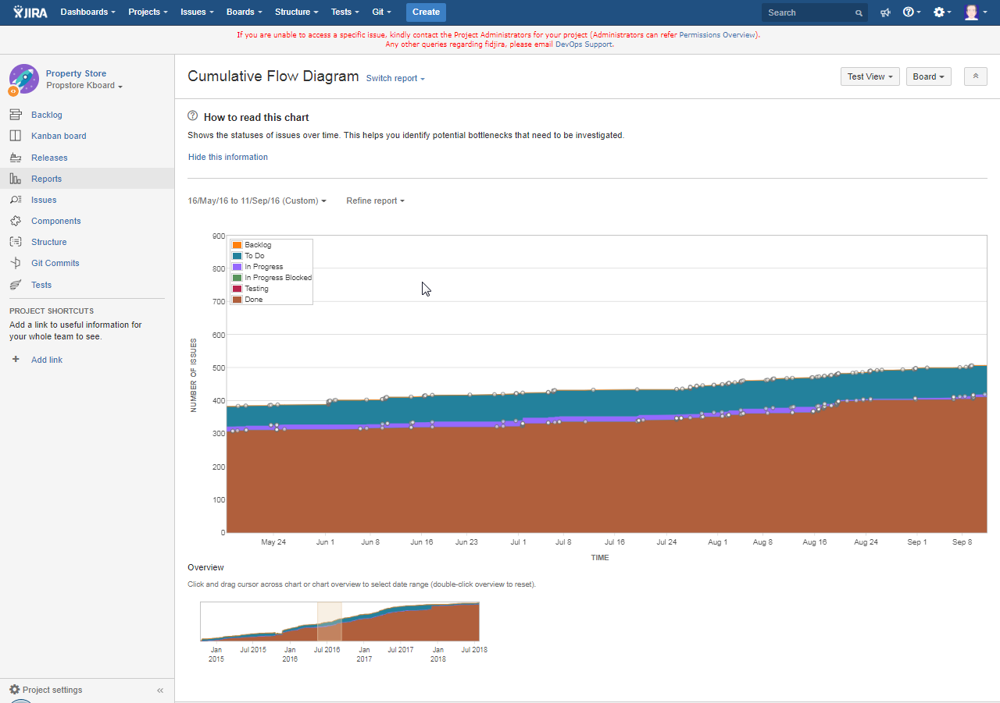 JIRA Dashboards Projects Issues Boards Structure Tests Git Create Search
If you are unable to access a specific issue, kindly contact the Project Administrators for your project (Administrators can refer Permissions Overview).
Any other queries regarding fidjira, please email DevOps Support.
Property Store
Propstore Kboard
Backlog
Kanban board
Releases
Reports
Issues
Components
Structure
Git Commits
Tests
PROJECT SHORTCUTS
Add a link to useful information for
your whole team to see.
+ Add link
Project settings «
Cumulative Flow Diagram Switch report
Test View Board
How to read this chart
Shows the statuses of issues over time. This helps you identify potential bottlenecks that need to be investigated.
Hide this information
16/May/16 to 11/Sep/16 (Custom) Refine report
NUMBER OF ISSUES
900
800
700
600
500
400
300
200
100
0
Backlog
To Do
In Progress
In Progress Blocked
Testing
Done
May 24 Jun 1 Jun 8 Jun 16 Jun 23 Jul 1 Jul 8 Jul 16 Jul 24 Aug 1 Aug 8 Aug 16 Aug 24 Sep 1 Sep 8
TIME
Overview
Click and drag cursor across chart or chart overview to select date range (double-click overview to reset).
Jan 2015 Jul 2015 Jan 2016 Jul 2016 Jan 2017 Jul 2017 Jan 2018 Jul 2018